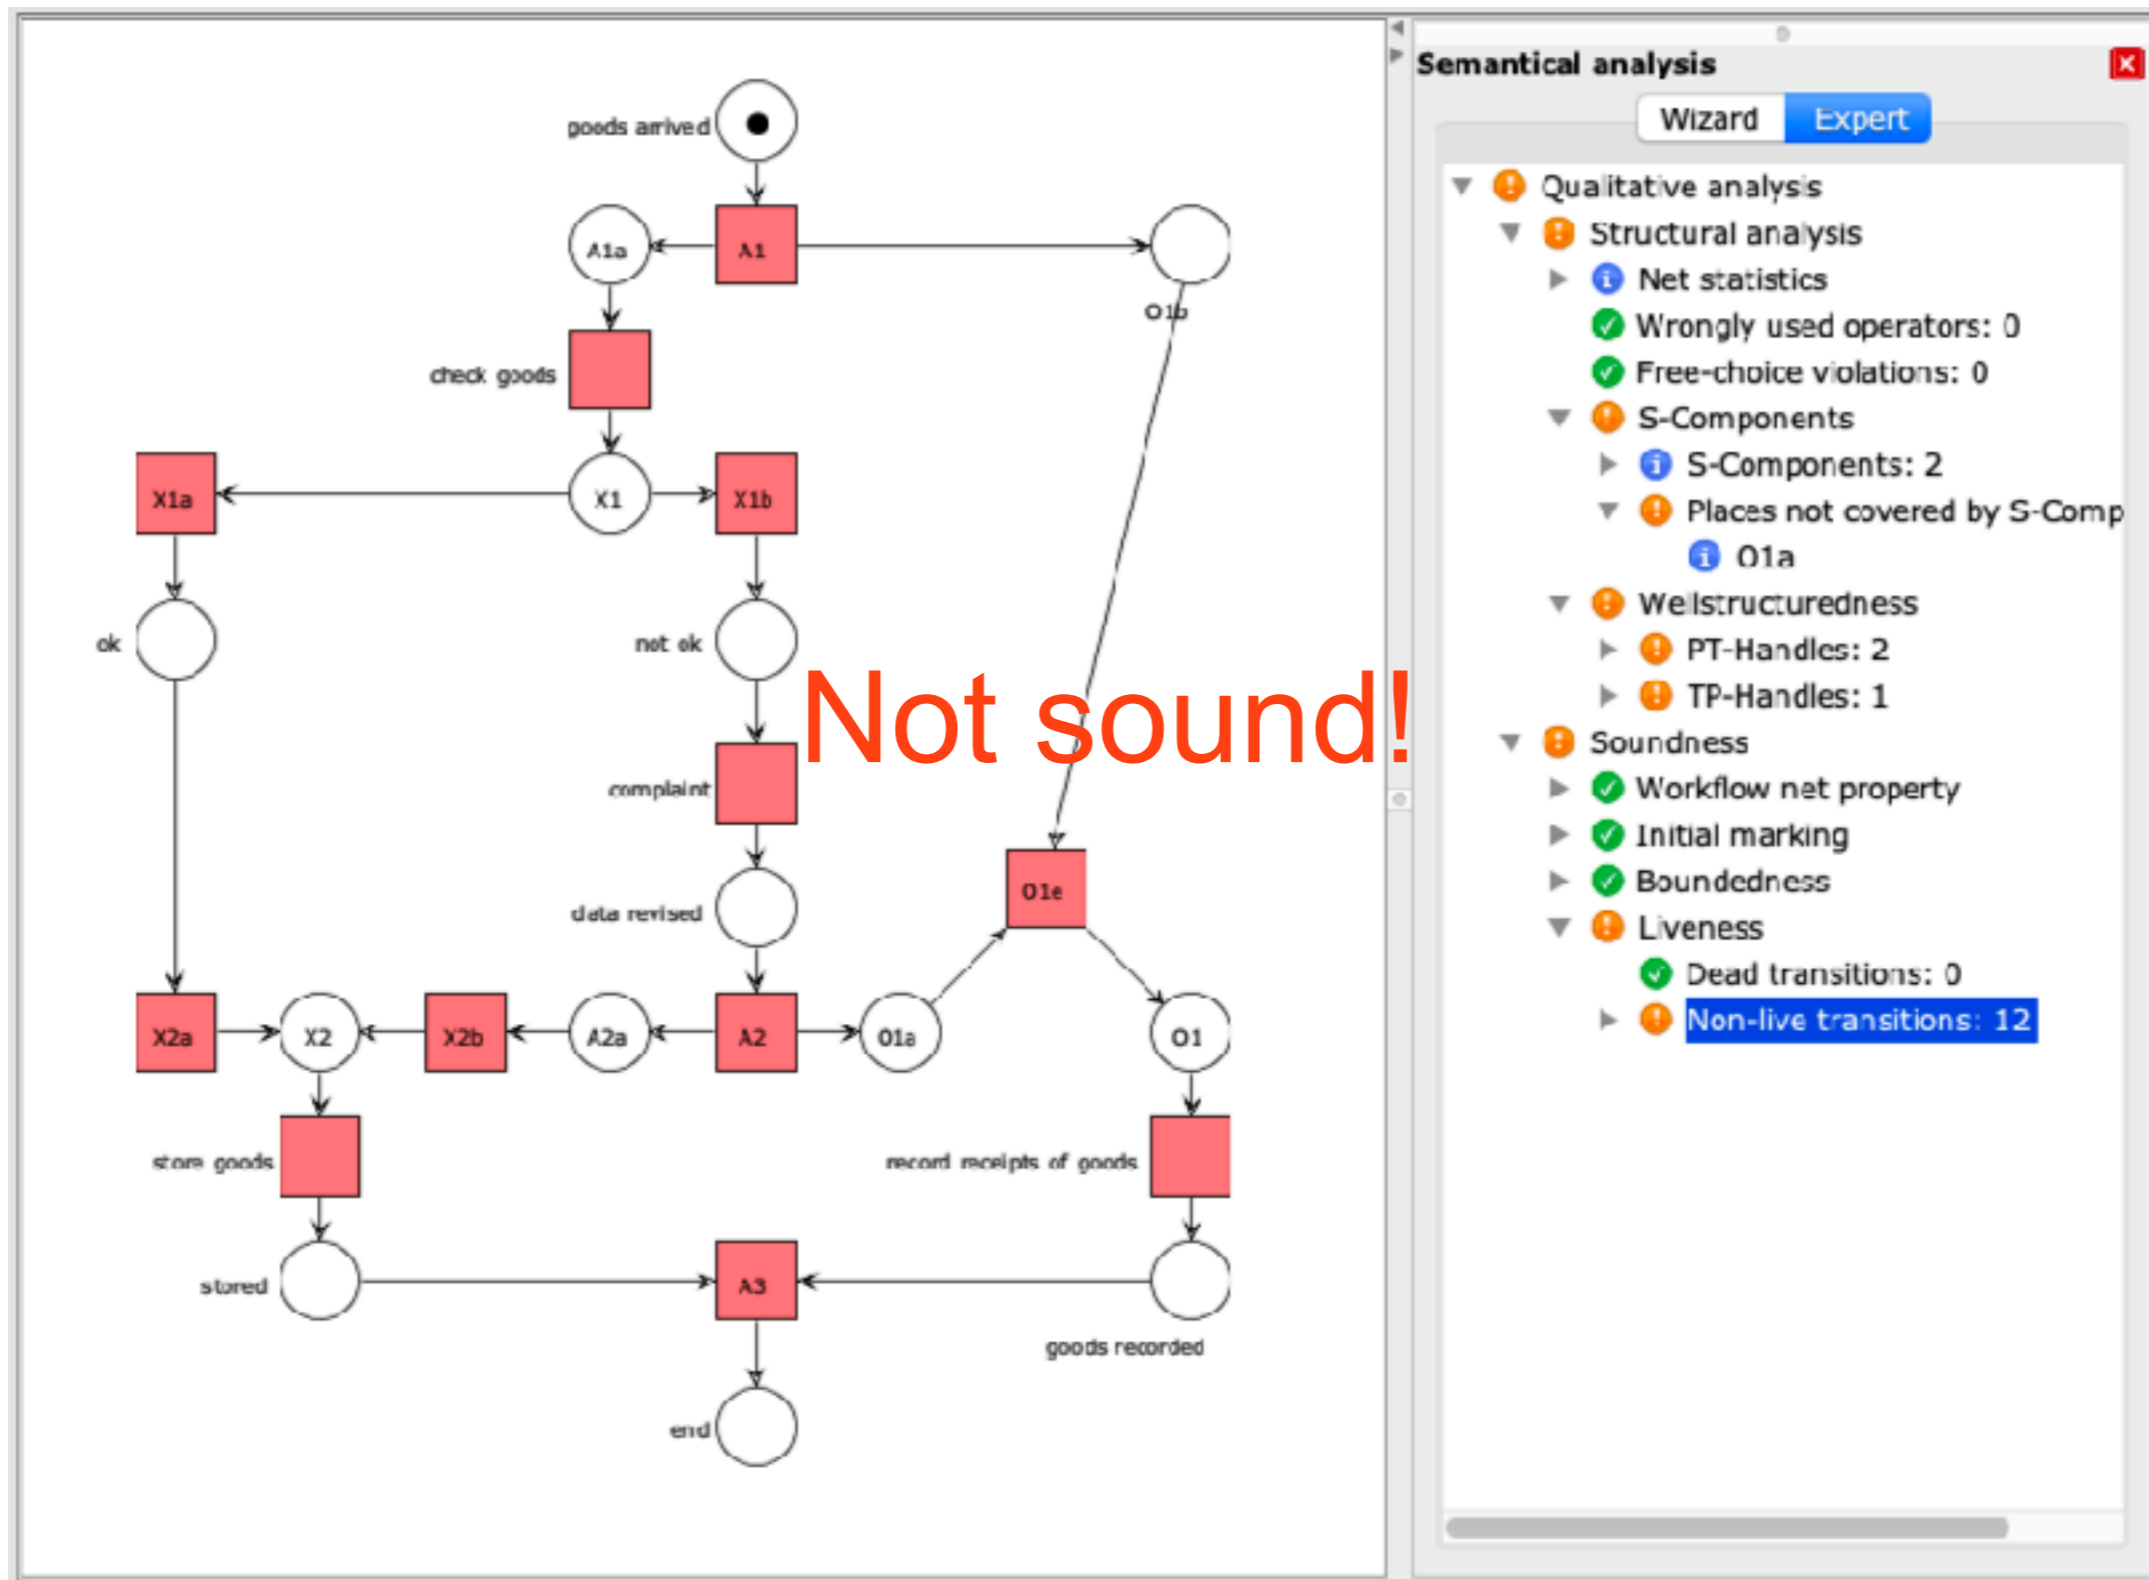 goods arrived
A1a
A1
O1b
check goods
X1a
X1
X1b
ok
not ok
Not sound!
complaint
O1e
data revised
X2a
X2
X2b
A2a
A2
O1a
O1
store goods
record receipts of goods
stored
A3
goods recorded
end
Semantical analysis
Wizard
Expert
Qualitative analysis
Structural analysis
Net statistics
Wrongly used operators: 0
Free-choice violations: 0
S-Components
S-Components: 2
Places not covered by S-Comp
O1a
Wellstructuredness
PT-Handles: 2
TP-Handles: 1
Soundness
Workflow net property
Initial marking
Boundedness
Liveness
Dead transitions: 0
Non-live transitions: 12